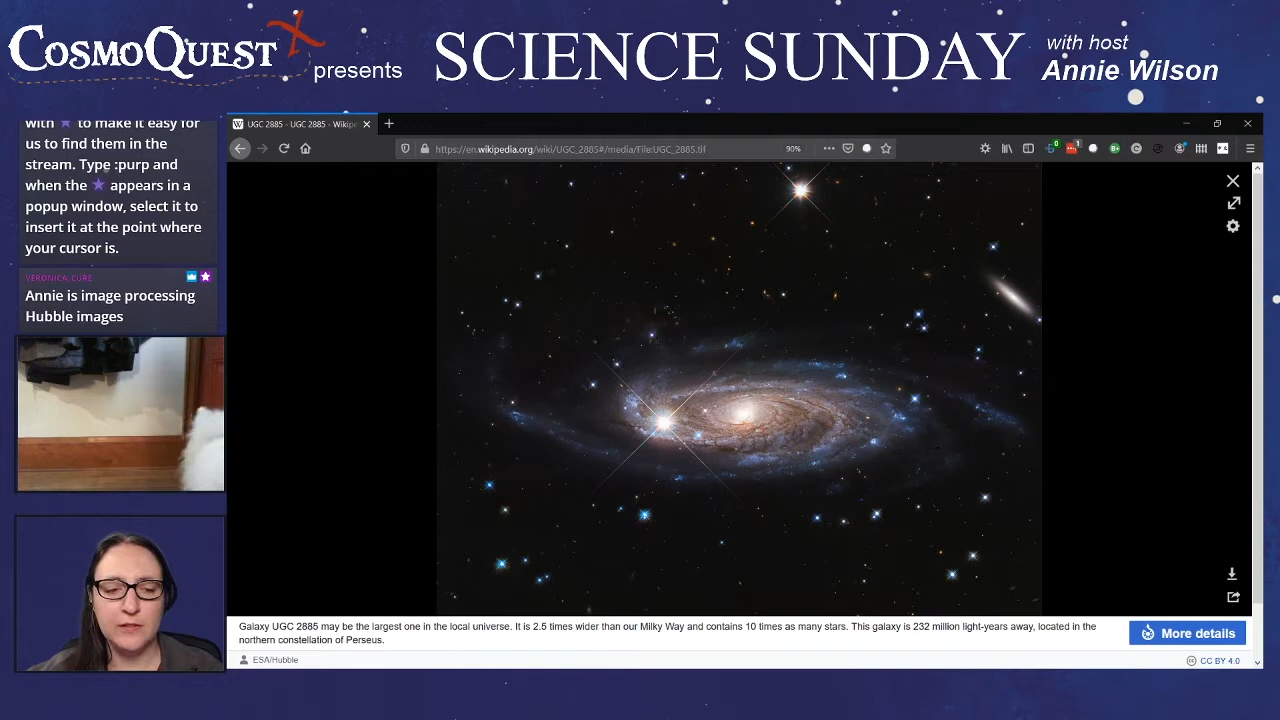 CosmoQuest X
presents
SCIENCE SUNDAY
with host
Annie Wilson
with ★ to make it easy for
us to find them in the
stream. Type :purp and
when the ★ appears in a
popup window, select it to
insert it at the point where
your cursor is.
VERONICA_CURE
Annie is image processing
Hubble images
W UGC 2885 - UGC 2885 - Wikipe
https://en.wikipedia.org/wiki/UGC_2885#/media/File:UGC_2885.tif
90%
Galaxy UGC 2885 may be the largest one in the local universe. It is 2.5 times wider than our Milky Way and contains 10 times as many stars. This galaxy is 232 million light-years away, located in the
northern constellation of Perseus.
More details
ESA/Hubble
CC BY 4.0